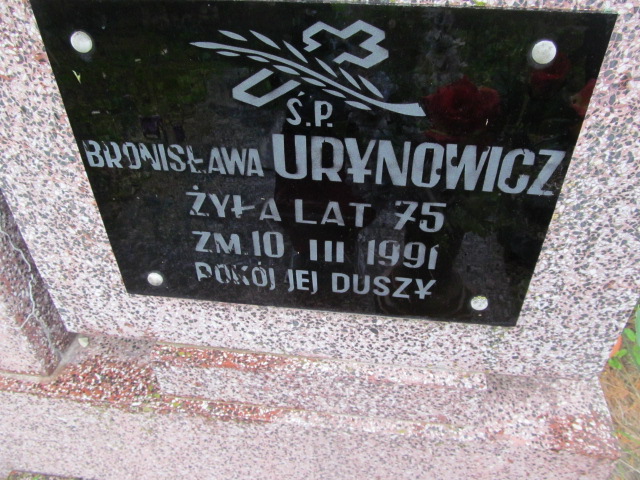 Ś.P.
BRONISŁAWA URYNOWICZ
ŻYŁA LAT 75
ZM. 10 III 1991
POKÓJ JEJ DUSZY